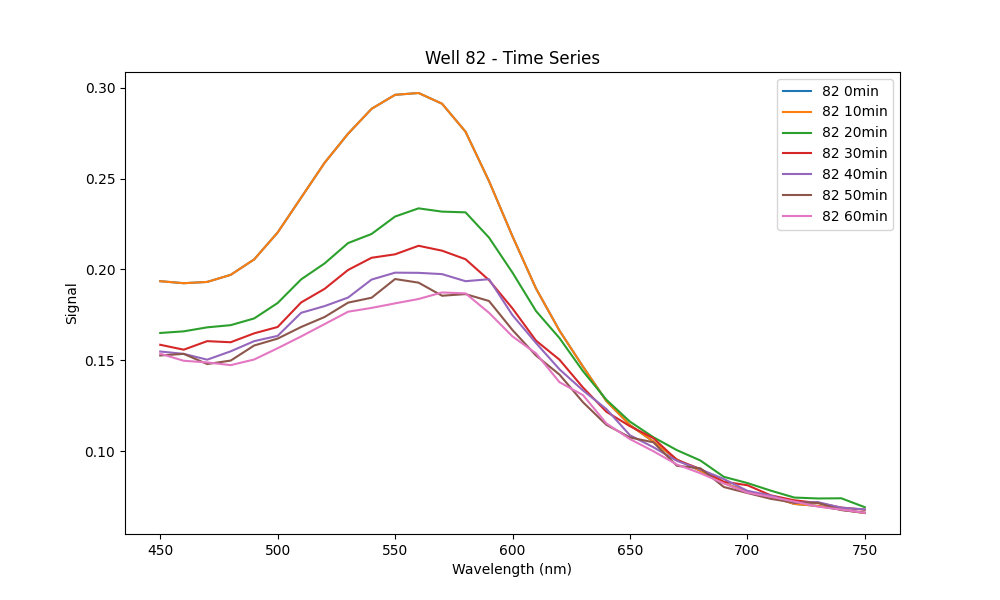 Well 82 - Time Series
Signal
0.30
0.25
0.20
0.15
0.10
82 0min
82 10min
82 20min
82 30min
82 40min
82 50min
82 60min
450 500 550 600 650 700 750
Wavelength (nm)